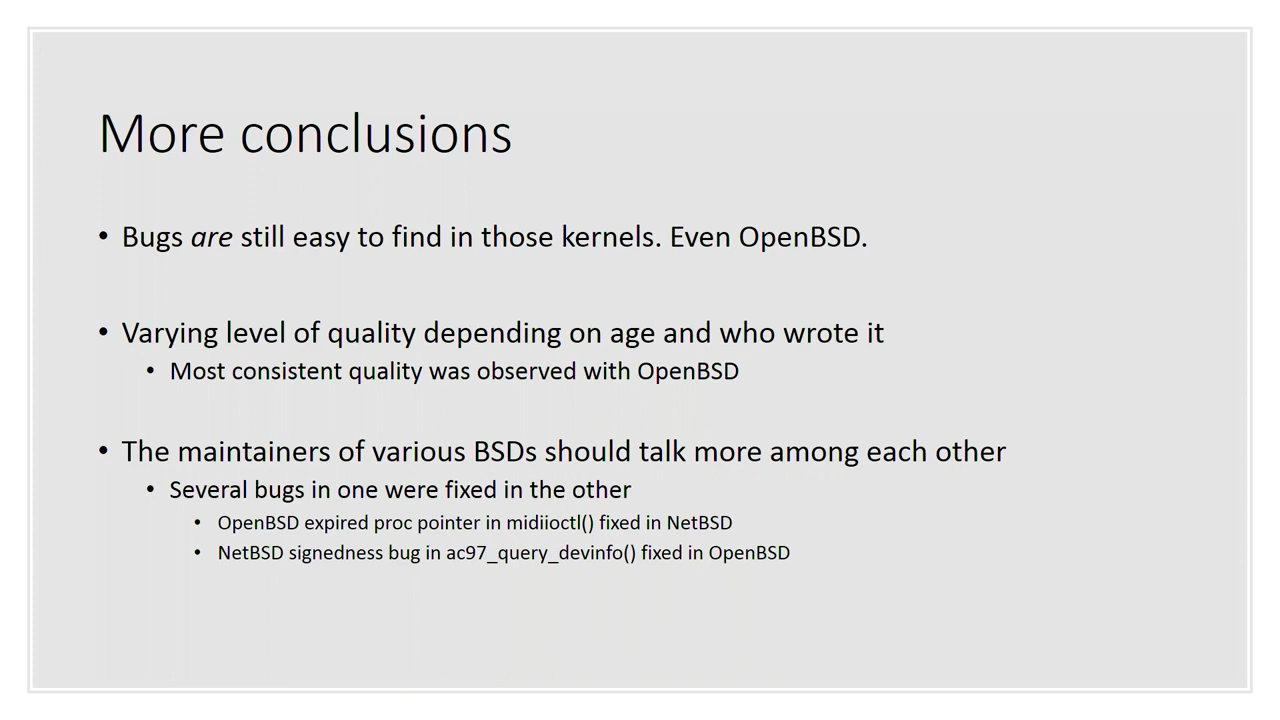 More conclusions
• Bugs are still easy to find in those kernels. Even OpenBSD.
• Varying level of quality depending on age and who wrote it
• Most consistent quality was observed with OpenBSD
• The maintainers of various BSDs should talk more among each other
• Several bugs in one were fixed in the other
• OpenBSD expired proc pointer in midiioctl() fixed in NetBSD
• NetBSD signedness bug in ac97_query_devinfo() fixed in OpenBSD